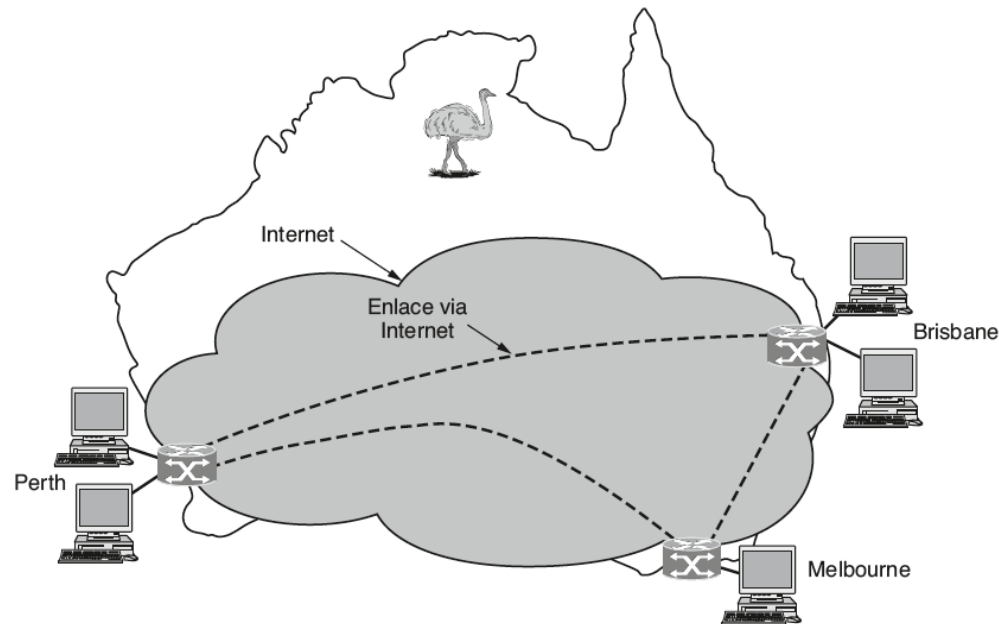 Internet
Enlace via
Internet
Brisbane
Perth
Melbourne